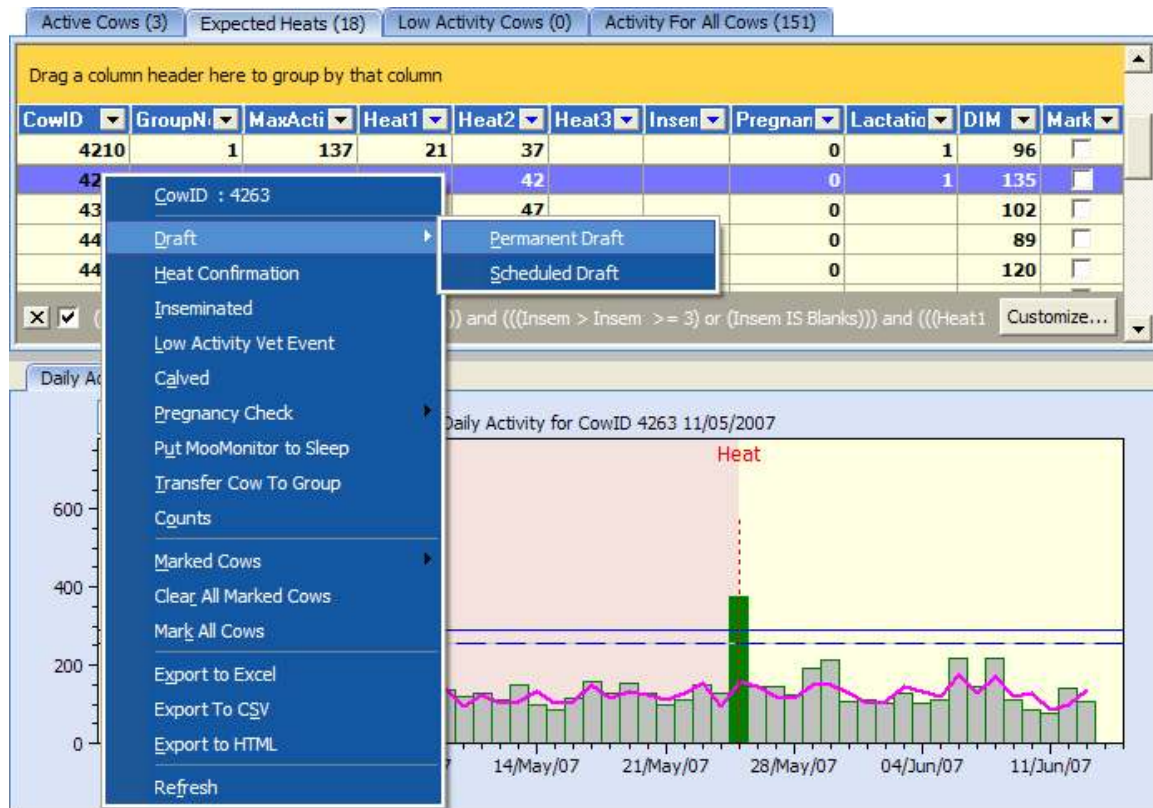 Active Cows (3) Expected Heats (18) Low Activity Cows (0) Activity For All Cows (151)
Drag a column header here to group by that column
CowID GroupN MaxActi Heat1 Heat2 Heat3 Insem Pregnan Lactatio DIM Mark
4210 1 137 21 37 0 1 96
42 42 0 1 135
43 47 0 102
44 0 89
44 0 120
)) and (((Insem > Insem >= 3) or (Insem IS Blanks))) and (((Heat1 Customize...
CowID : 4263
Draft
Permanent Draft
Scheduled Draft
Heat Confirmation
Inseminated
Low Activity Vet Event
Calved
Pregnancy Check
Put MooMonitor to Sleep
Transfer Cow To Group
Counts
Marked Cows
Clear All Marked Cows
Mark All Cows
Export to Excel
Export To CSV
Export to HTML
Refresh
Daily Ac
Daily Activity for CowID 4263 11/05/2007
Heat
600
400
200
0
14/May/07 21/May/07 28/May/07 04/Jun/07 11/Jun/07